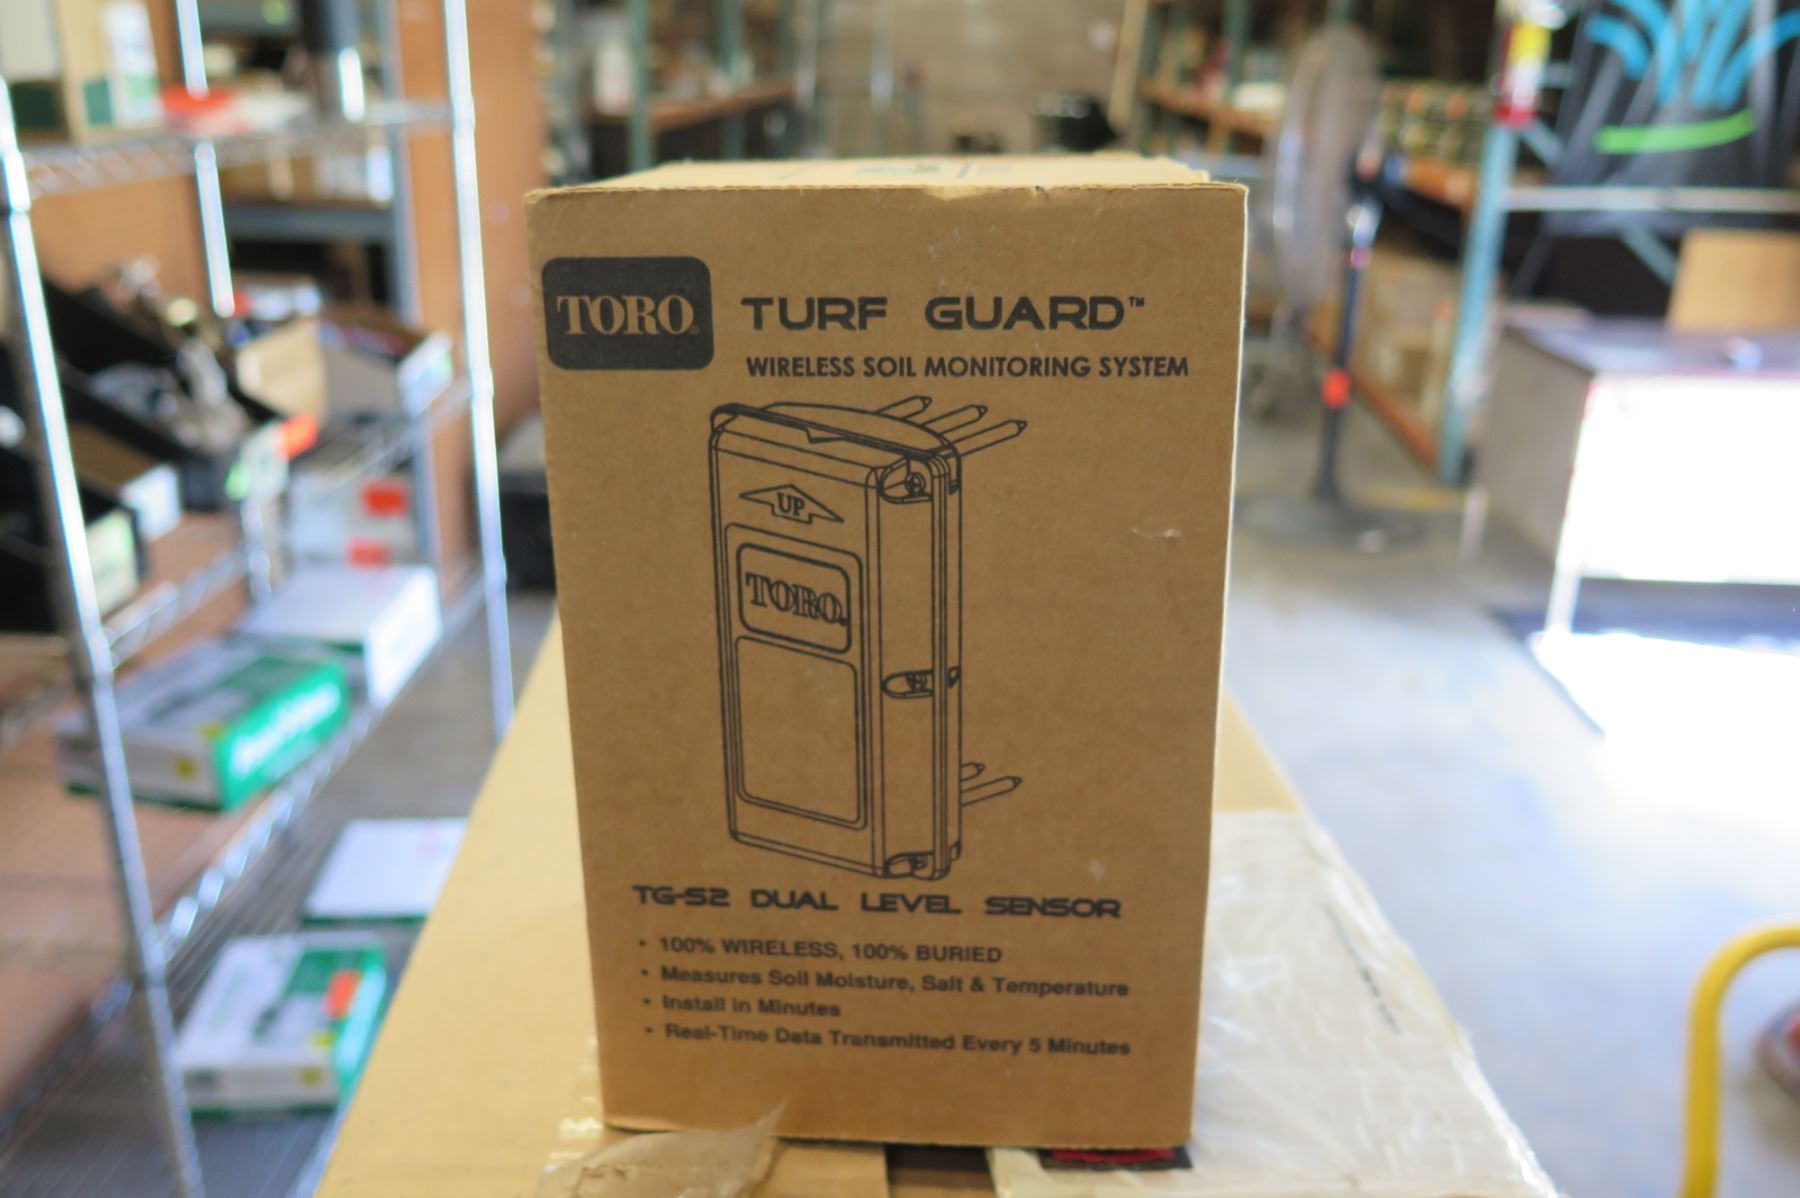 TORO
TURF GUARD™
WIRELESS SOIL MONITORING SYSTEM
UP
TORO
TG-S2 DUAL LEVEL SENSOR
• 100% WIRELESS, 100% BURIED
• Measures Soil Moisture, Salt & Temperature
• Install in Minutes
• Real-Time Data Transmitted Every 5 Minutes